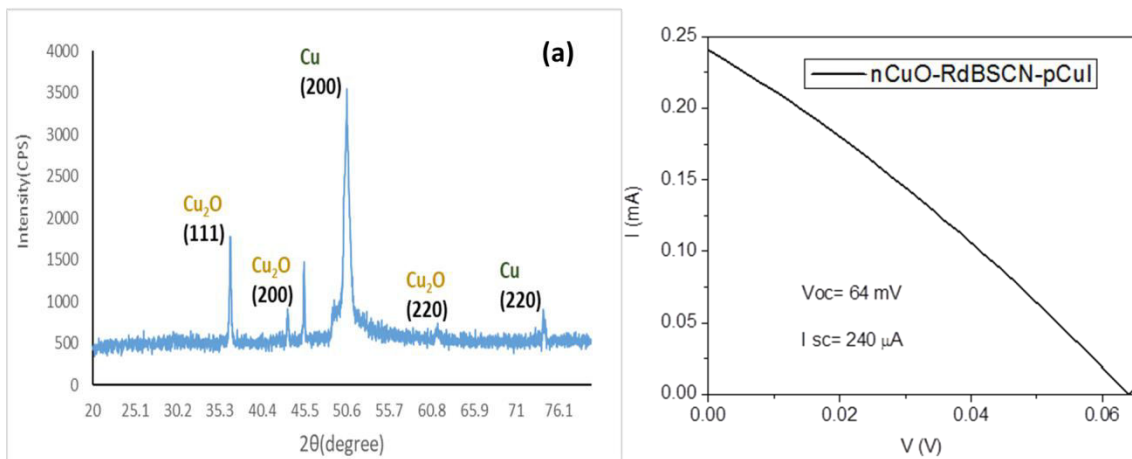 (a)
Intensity(CPS)
4000
3500
3000
2500
2000
1500
1000
500
0
Cu₂O
(111)
Cu₂O
(200)
Cu
(200)
Cu₂O
(220)
Cu
(220)
20 25.1 30.2 35.3 40.4 45.5 50.6 55.7 60.8 65.9 71 76.1
2θ(degree)
I (mA)
0.25
0.20
0.15
0.10
0.05
0.00
nCuO-RdBSCN-pCuI
Voc= 64 mV
I sc= 240 μA
0.00 0.02 0.04 0.06
V (V)